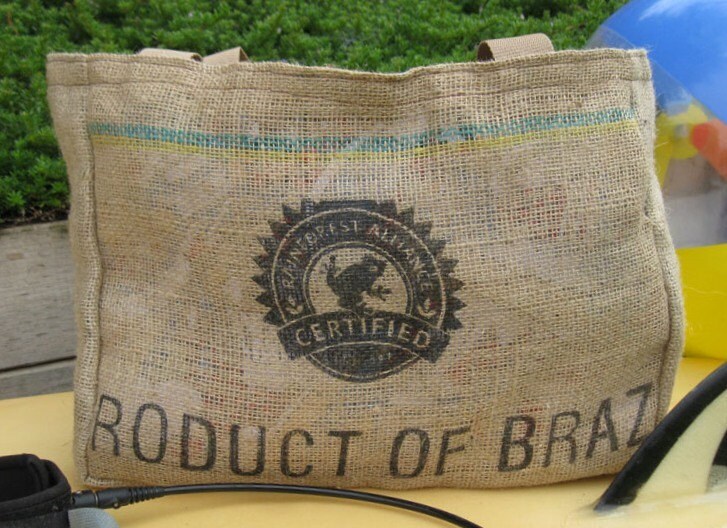 RAINFOREST ALLIANCE
CERTIFIED
RODUCT OF BRAZ